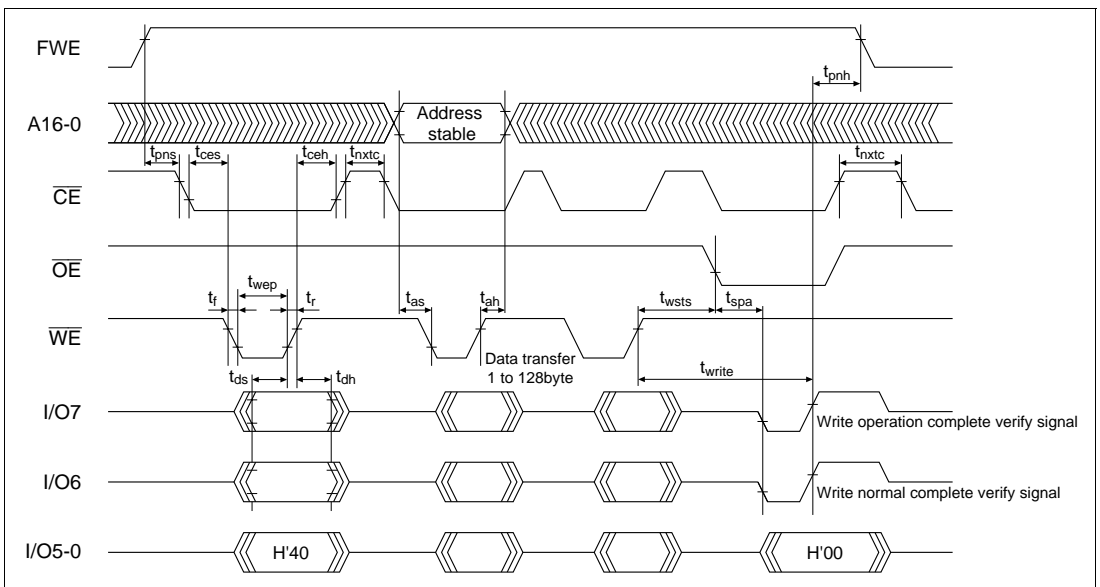 FWE
tpnh
A16-0
Address
stable
tpns
tces
tceh
tnxtc
tnxtc
CE
OE
twep
tf
tr
tas
tah
twsts
tspa
WE
Data transfer
1 to 128byte
tds
tdh
twrite
I/O7
Write operation complete verify signal
I/O6
Write normal complete verify signal
I/O5-0
H'40
H'00